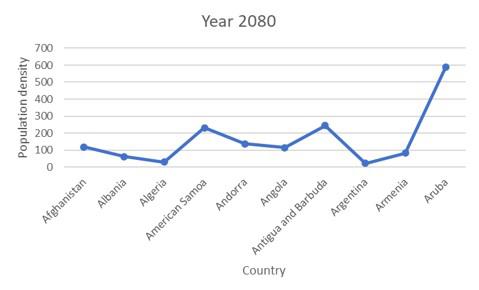 Year 2080
Population density
700
600
500
400
300
200
100
0
Afghanistan
Albania
Algeria
American Samoa
Andorra
Angola
Antigua and Barbuda
Argentina
Armenia
Aruba
Country